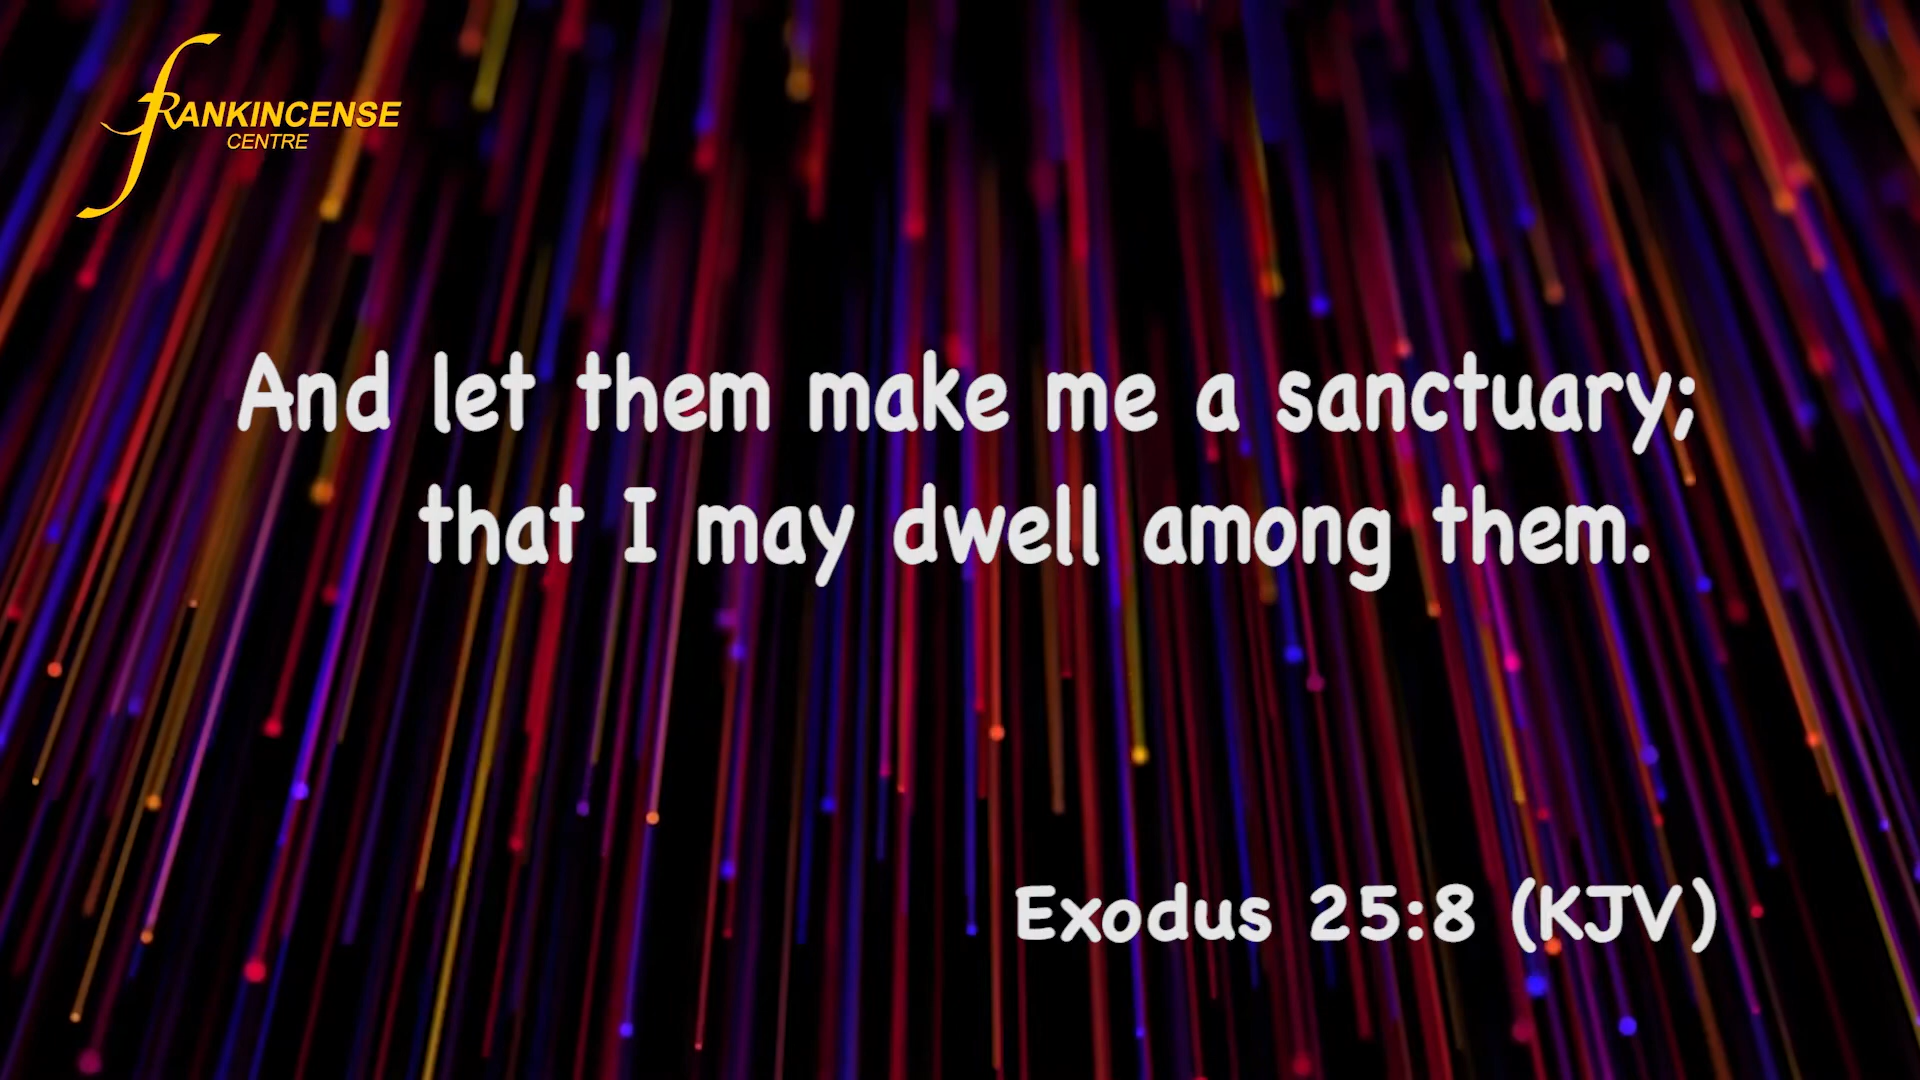 fRANKINCENSE
CENTRE
And let them make me a sanctuary;
that I may dwell among them.
Exodus 25:8 (KJV)